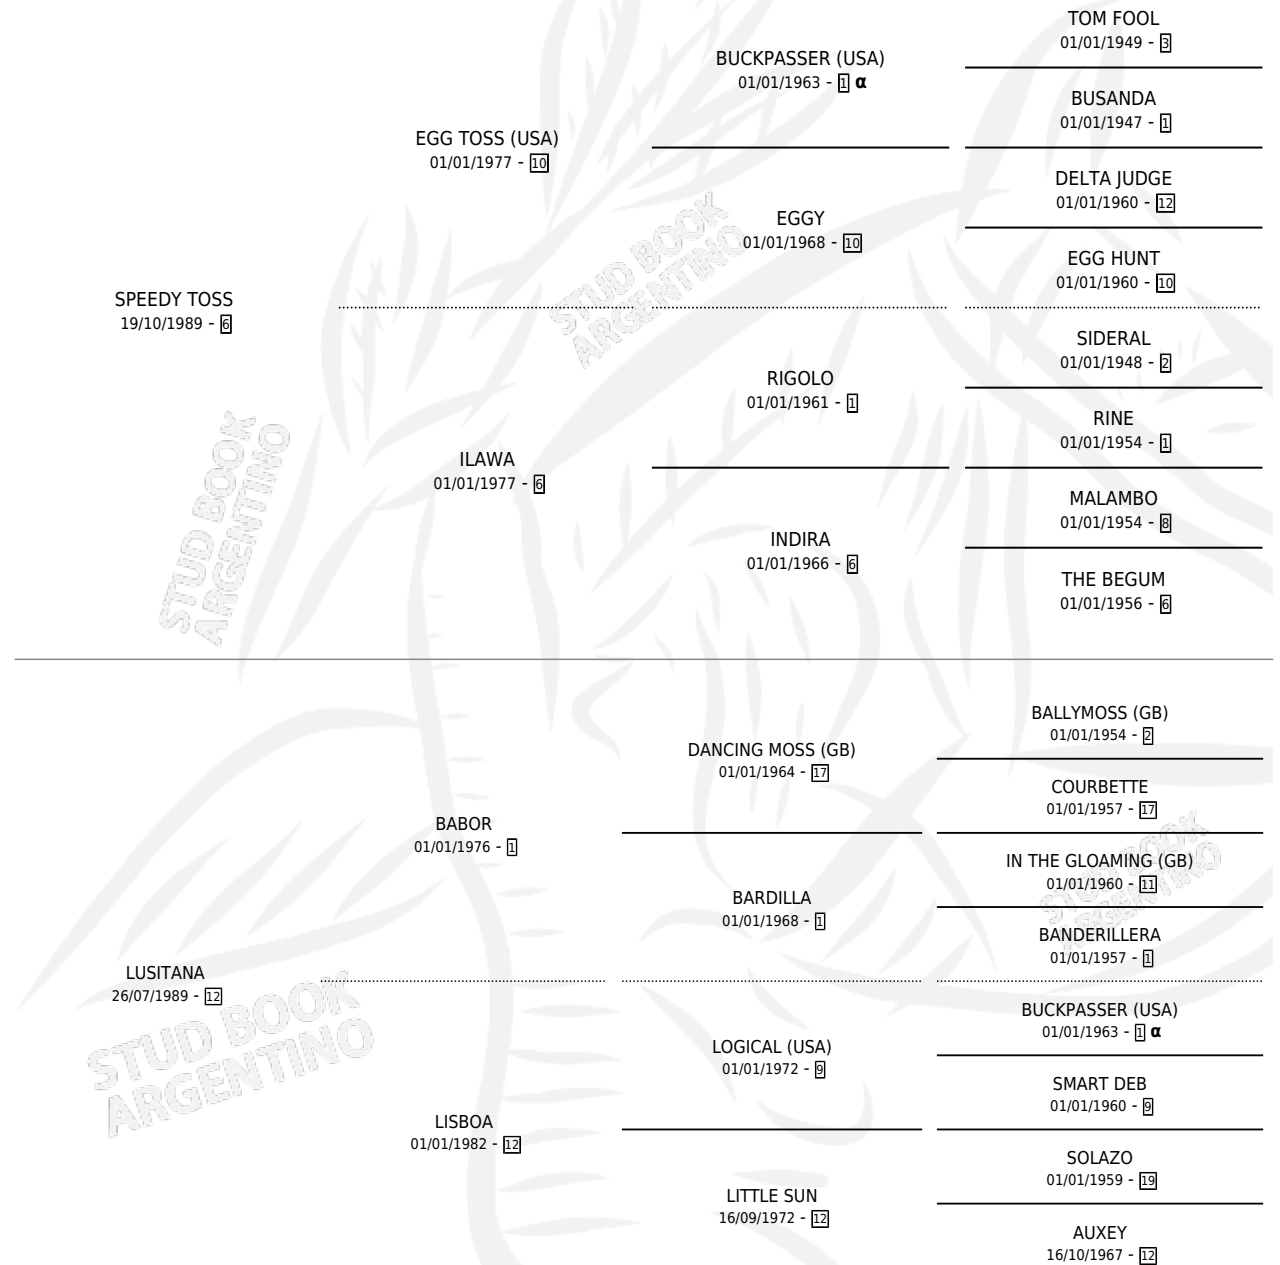 TOM FOOL
01/01/1949 - 3
BUCKPASSER (USA)
01/01/1963 - 1 α
BUSANDA
01/01/1947 - 1
EGG TOSS (USA)
01/01/1977 - 10
DELTA JUDGE
01/01/1960 - 12
EGGY
01/01/1968 - 10
EGG HUNT
01/01/1960 - 10
STUD BOOK
ARGENTINO
SPEEDY TOSS
19/10/1989 - 6
SIDERAL
01/01/1948 - 2
RIGOLO
01/01/1961 - 1
RINE
01/01/1954 - 1
ILAWA
01/01/1977 - 6
MALAMBO
01/01/1954 - 8
INDIRA
01/01/1966 - 6
THE BEGUM
01/01/1956 - 6
STUD BOOK
ARGENTINO
BALLYMOSS (GB)
01/01/1954 - 2
DANCING MOSS (GB)
01/01/1964 - 17
COURBETTE
01/01/1957 - 17
BABOR
01/01/1976 - 1
IN THE GLOAMING (GB)
01/01/1960 - 11
BARDILLA
01/01/1968 - 1
BANDERILLERA
01/01/1957 - 1
STUD BOOK
ARGENTINO
LUSITANA
26/07/1989 - 12
BUCKPASSER (USA)
01/01/1963 - 1 α
LOGICAL (USA)
01/01/1972 - 9
SMART DEB
01/01/1960 - 9
STUD BOOK
ARGENTINO
LISBOA
01/01/1982 - 12
SOLAZO
01/01/1959 - 19
LITTLE SUN
16/09/1972 - 12
AUXEY
16/10/1967 - 12